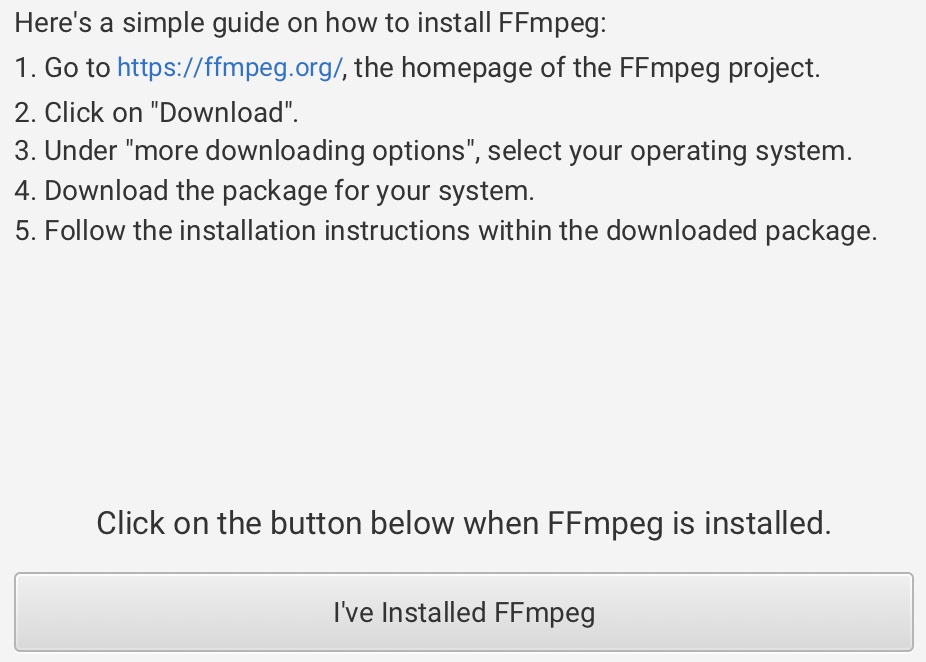 Here's a simple guide on how to install FFmpeg:
1. Go to https://ffmpeg.org/, the homepage of the FFmpeg project.
2. Click on "Download".
3. Under "more downloading options", select your operating system.
4. Download the package for your system.
5. Follow the installation instructions within the downloaded package.
Click on the button below when FFmpeg is installed.
I've Installed FFmpeg